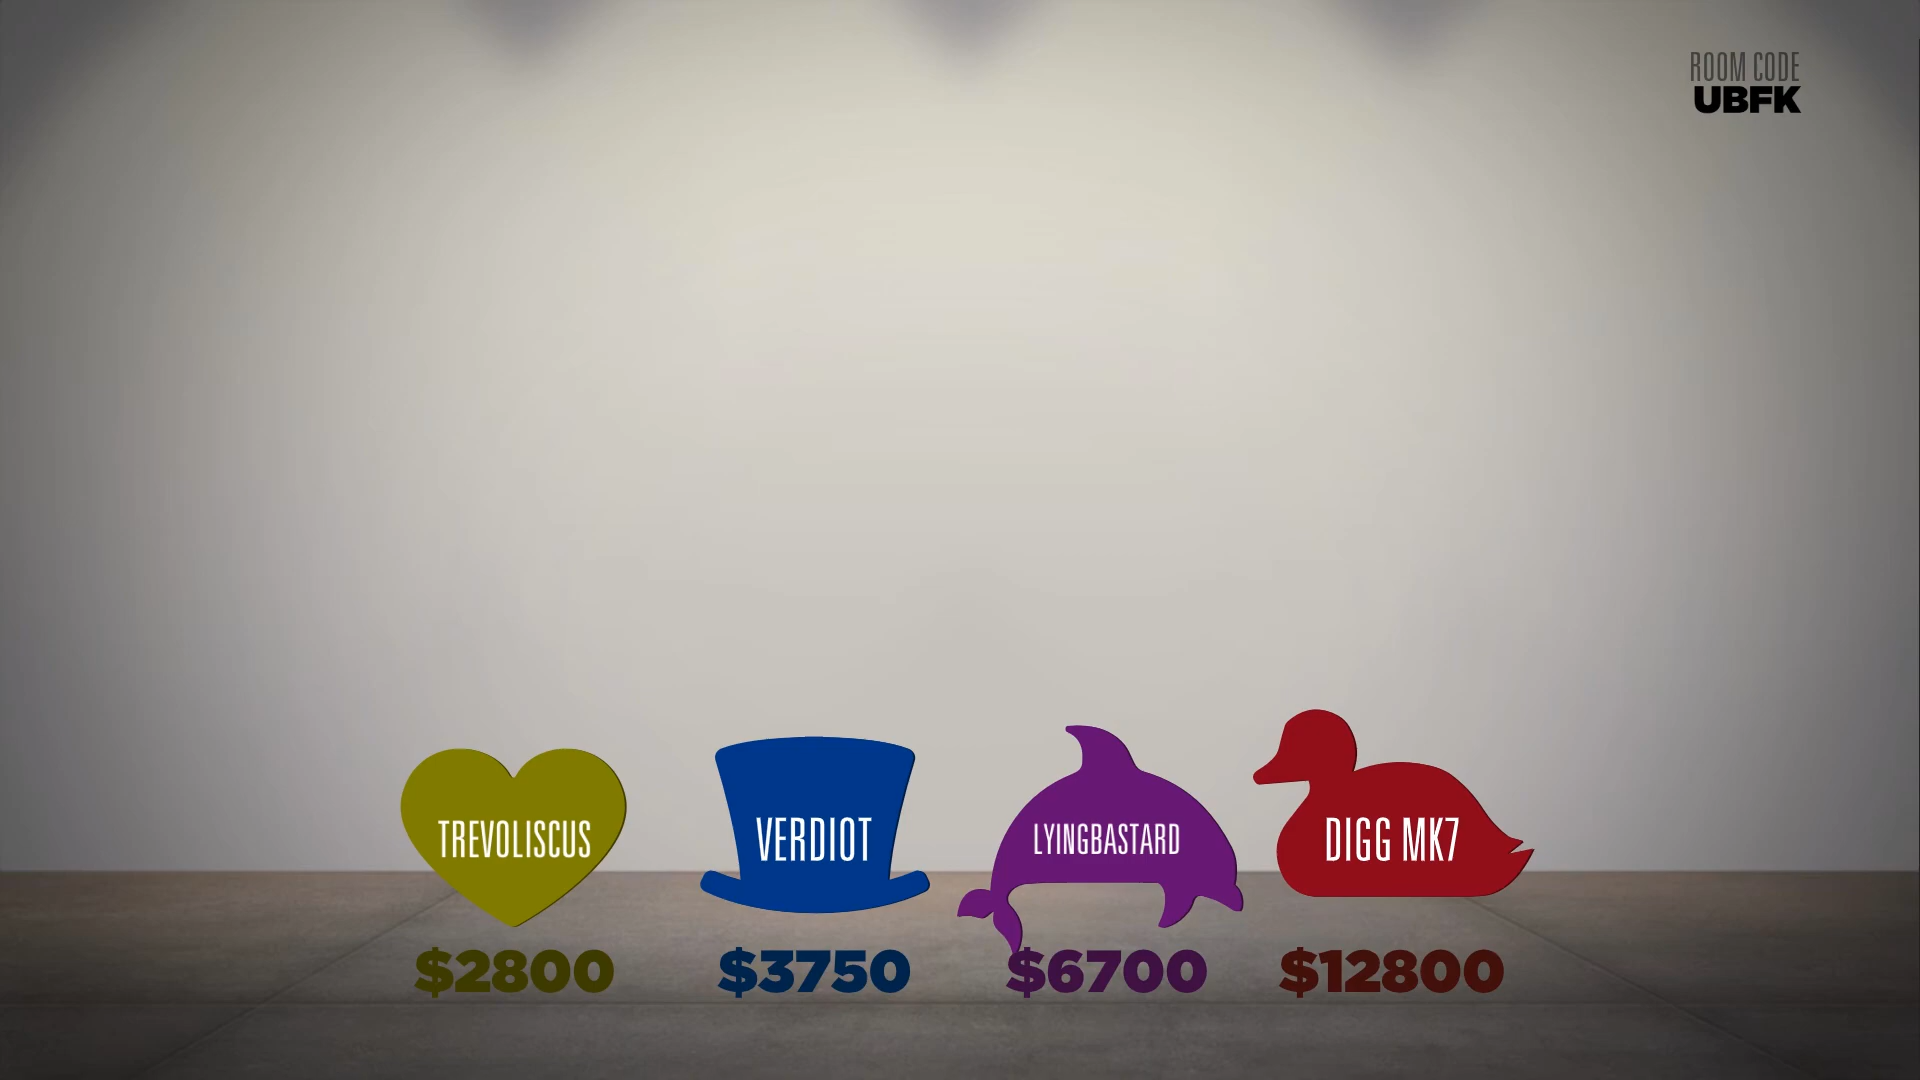 ROOM CODE
UBFK
TREVOLISCUS
VERDIOT
LYINGBASTARD
DIGG MK7
$2800
$3750
$6700
$12800